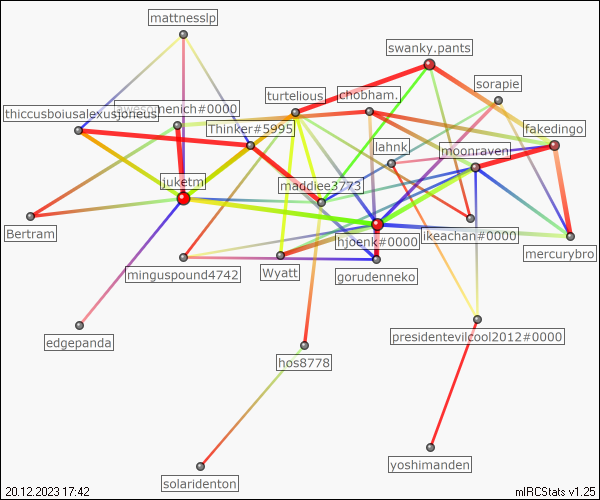 mattnesslp
swanky.pants
sorapie
turtelious
chobham.
thiccusboiusalexusjoneus
awesomenich#0000
Thinker#5995
fakedingo
lahnk
moonraven
juketm
maddiee3773
Bertram
hjoenk#0000
ikeachan#0000
mercurybro
minguspound4742
Wyatt
gorudenneko
edgepanda
presidentevilcool2012#0000
hos8778
yoshimanden
solaridenton
20.12.2023 17:42
mIRCStats v1.25